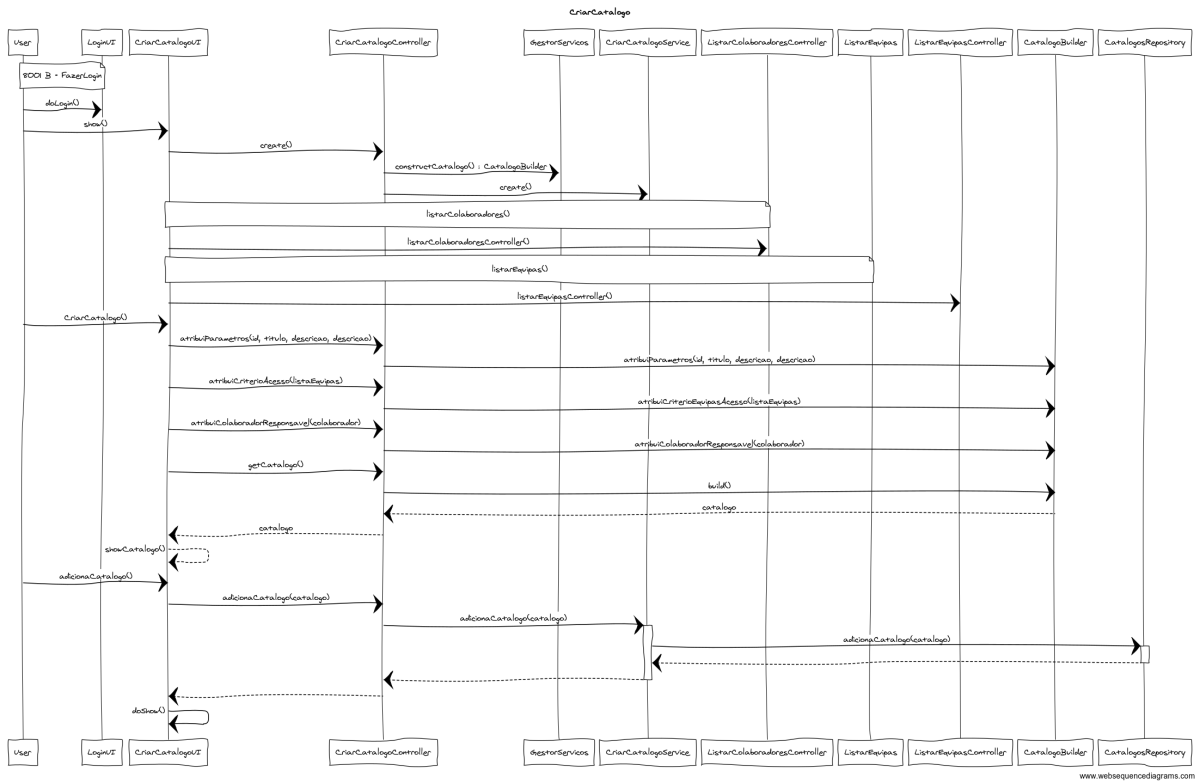 CriarCatalogo
User LoginUI CriarCatalogoUI CriarCatalogoController GestorServicos CriarCatalogoService ListarColaboradoresController ListarEquipas ListarEquipasController CatalogoBuilder CatalogosRepository
8001 B - FazerLogin
doLogin()
show()
create()
constructCatalogo() : CatalogoBuilder
create()
listarColaboradores()
listarColaboradoresController()
listarEquipas()
listarEquipasController()
CriarCatalogo()
atribuiParametros(id, titulo, descricao, descricao)
atribuiParametros(id, titulo, descricao, descricao)
atribuiCriterioAcesso(listaEquipas)
atribuiCriterioEquipasAcesso(listaEquipas)
atribuiColaboradorResponsavel(colaborador)
atribuiColaboradorResponsavel(colaborador)
getCatalogo()
build()
catalogo
catalogo
showCatalogo()
adicionaCatalogo()
adicionaCatalogo(catalogo)
adicionaCatalogo(catalogo)
adicionaCatalogo(catalogo)
doShow()
User LoginUI CriarCatalogoUI CriarCatalogoController GestorServicos CriarCatalogoService ListarColaboradoresController ListarEquipas ListarEquipasController CatalogoBuilder CatalogosRepository
www.websequencediagrams.com